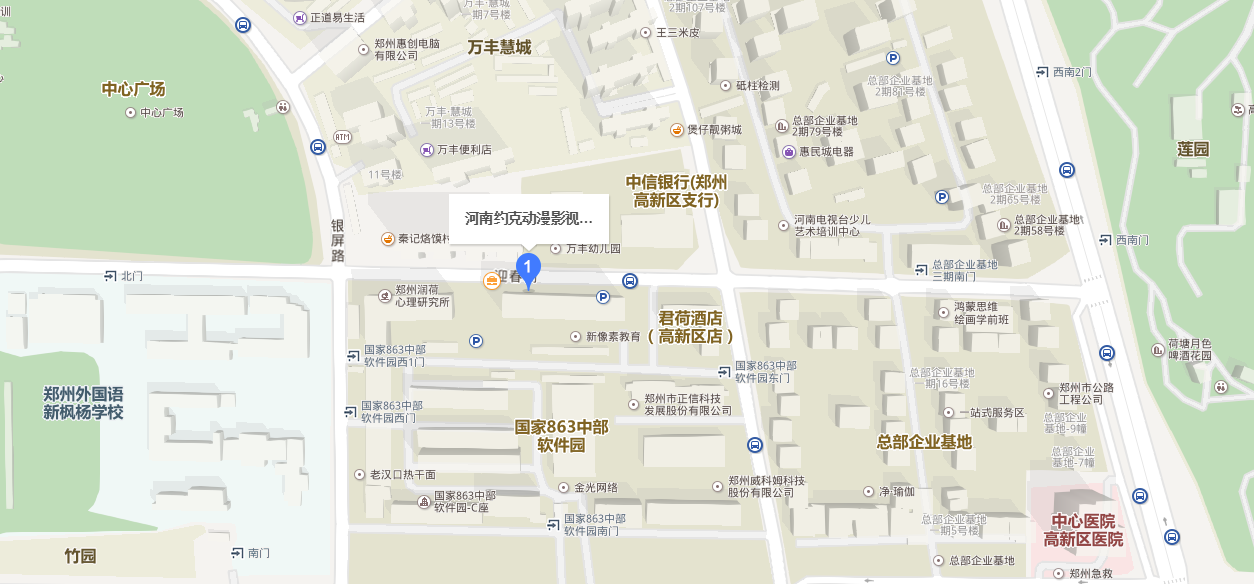 训
正道易生活
万丰·慧城
一期7号楼
2期107号楼
王三米皮
郑州惠创电脑
有限公司
万丰慧城
西南2门
中心广场
中心广场
砥柱检测
总部企业基地
2期81号楼
万丰·慧城
一期13号楼
ATM
煲仔靓粥城
总部企业基地
2期79号楼
万丰便利店
惠民城电器
莲园
11号楼
中信银行(郑州
高新区支行)
总部企业基地
2期65号楼
河南约克动漫影视...
银屏路
秦记烙馍村
万丰幼儿园
河南电视台少儿
艺术培训中心
总部企业基地
2期58号楼
西南门
北门
1
迎春
总部企业基地
三期南门
郑州润荷
心理研究所
君荷酒店
(高新区店)
鸿蒙思维
绘画学前班
新像素教育
国家863中部
软件园西1门
国家863中部
软件园东门
荷塘月色
啤酒花园
总部企业基地
一期16号楼
郑州外国语
新枫杨学校
国家863中部
软件园西门
郑州市正信科技
发展股份有限公司
郑州市公路
工程公司
一站式服务区
总部企业
基地-9幢
国家863中部
软件园
总部企业基地
总部企业
基地-7幢
老汉口热干面
郑州威科姆科技
股份有限公司
净·瑜伽
国家863中部
软件园-C座
金光网络
国家863中部
软件园南门
总部企业基地
一期5号楼
中心医院
高新区医院
竹园
南门
总部企业基地
郑州急救